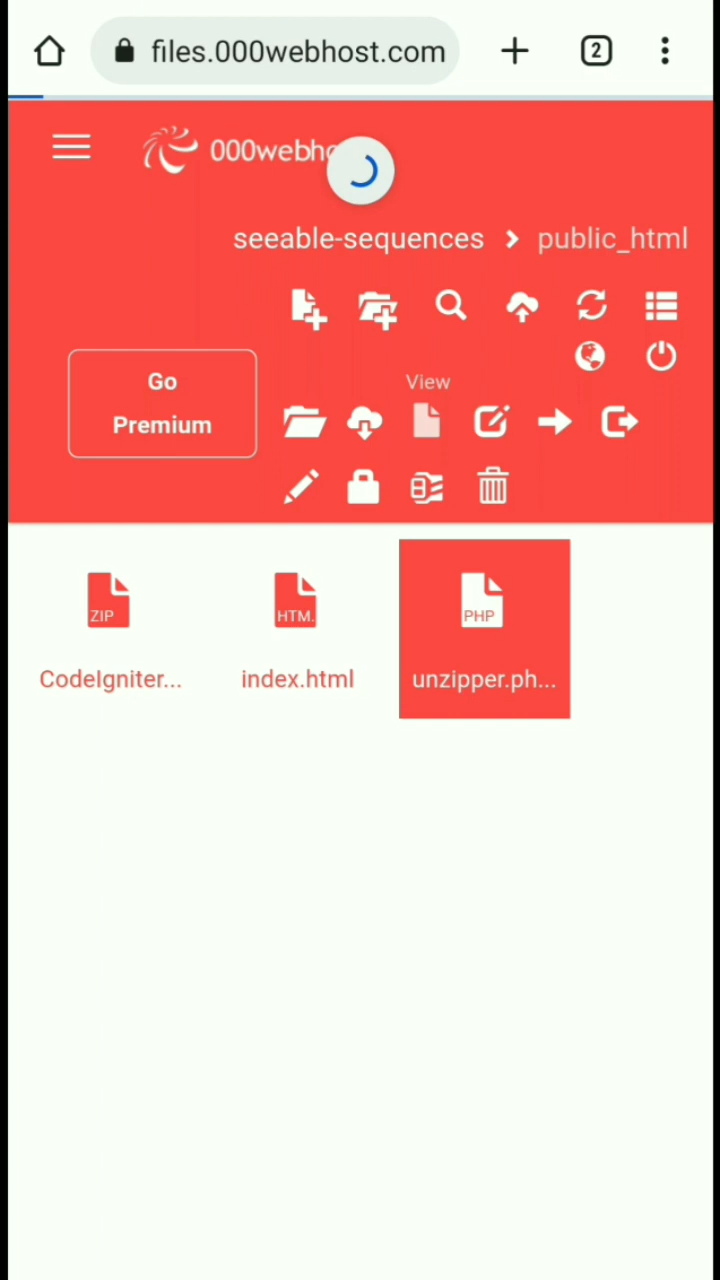 files.000webhost.com
2
000webho
seeable-sequences
public_html
Go
Premium
View
ZIP
HTM.
PHP
CodeIgniter...
index.html
unzipper.ph...